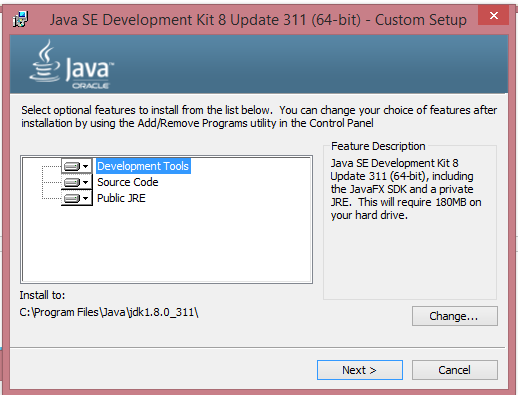 Java SE Development Kit 8 Update 311 (64-bit) - Custom Setup
Java
ORACLE
Select optional features to install from the list below. You can change your choice of features after
installation by using the Add/Remove Programs utility in the Control Panel
Development Tools
Source Code
Public JRE
Feature Description
Java SE Development Kit 8
Update 311 (64-bit), including
the JavaFX SDK and a private
JRE. This will require 180MB on
your hard drive.
Install to:
C:\Program Files\Java\jdk1.8.0_311\
Change...
Next >
Cancel